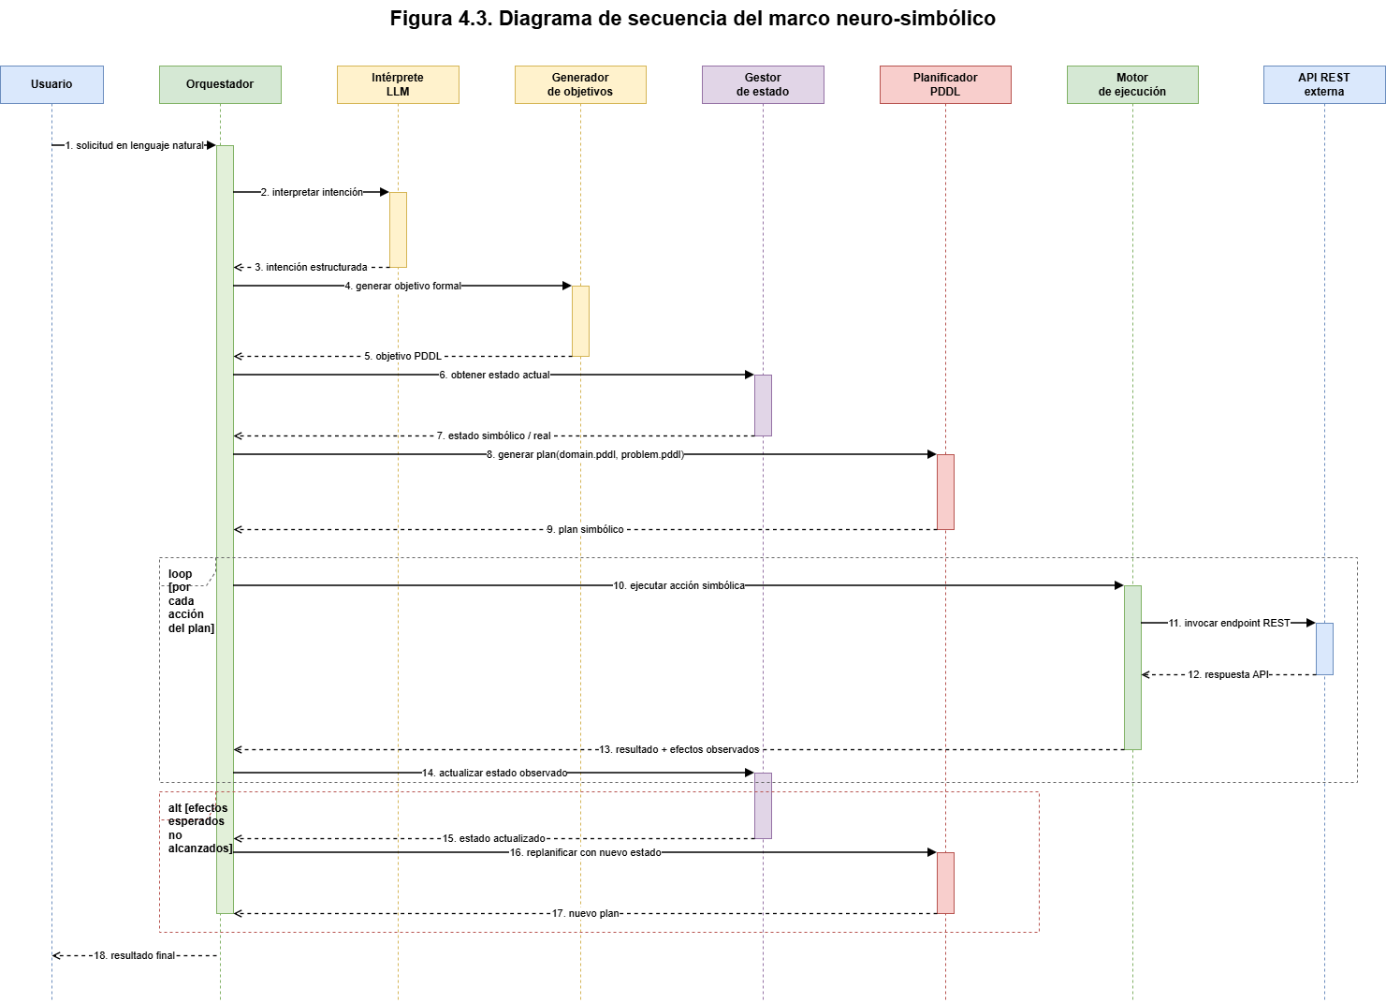 Figura 4.3. Diagrama de secuencia del marco neuro-simbólico
Usuario
Orquestador
Intérprete
LLM
Generador
de objetivos
Gestor
de estado
Planificador
PDDL
Motor
de ejecución
API REST
externa
1. solicitud en lenguaje natural
2. interpretar intención
3. intención estructurada
4. generar objetivo formal
5. objetivo PDDL
6. obtener estado actual
7. estado simbólico / real
8. generar plan(domain.pddl, problem.pddl)
9. plan simbólico
loop
[por
cada
acción
del plan]
10. ejecutar acción simbólica
11. invocar endpoint REST
12. respuesta API
13. resultado + efectos observados
14. actualizar estado observado
alt [efectos
esperados
no
alcanzados]
15. estado actualizado
16. replanificar con nuevo estado
17. nuevo plan
18. resultado final